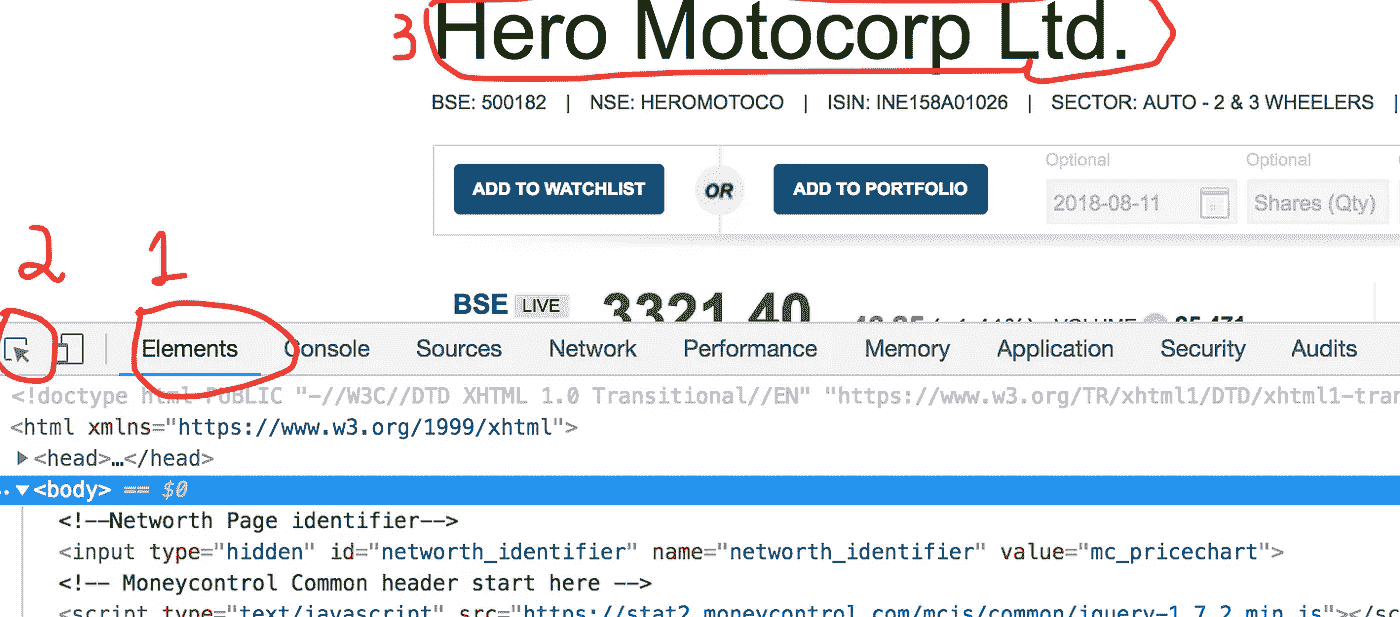 3 Hero Motocorp Ltd.
BSE: 500182 | NSE: HEROMOTOCO | ISIN: INE158A01026 | SECTOR: AUTO - 2 & 3 WHEELERS |
Optional Optional
ADD TO WATCHLIST OR ADD TO PORTFOLIO 2018-08-11 Shares (Qty)
2 1
BSE LIVE 3321.40 VOLUME
Elements Console Sources Network Performance Memory Application Security Audits
<!doctype html PUBLIC "-//W3C//DTD XHTML 1.0 Transitional//EN" "https://www.w3.org/TR/xhtml1/DTD/xhtml1-tran
<html xmlns="https://www.w3.org/1999/xhtml">
▶<head>…</head>
..▼<body> == $0
<!--Networth Page identifier-->
<input type="hidden" id="networth_identifier" name="networth_identifier" value="mc_pricechart">
<!-- Moneycontrol Common header start here -->
<script type="text/javascript" src="https://stat2.moneycontrol.com/mcjs/common/jquery-1.7.2.min.js"></sc